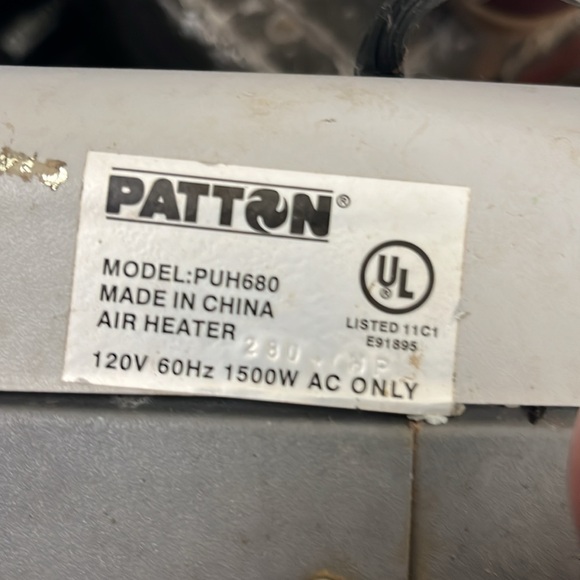 PATTON®
MODEL:PUH680
MADE IN CHINA
AIR HEATER
120V 60Hz 1500W AC ONLY
UL®
LISTED 11C1
E91895